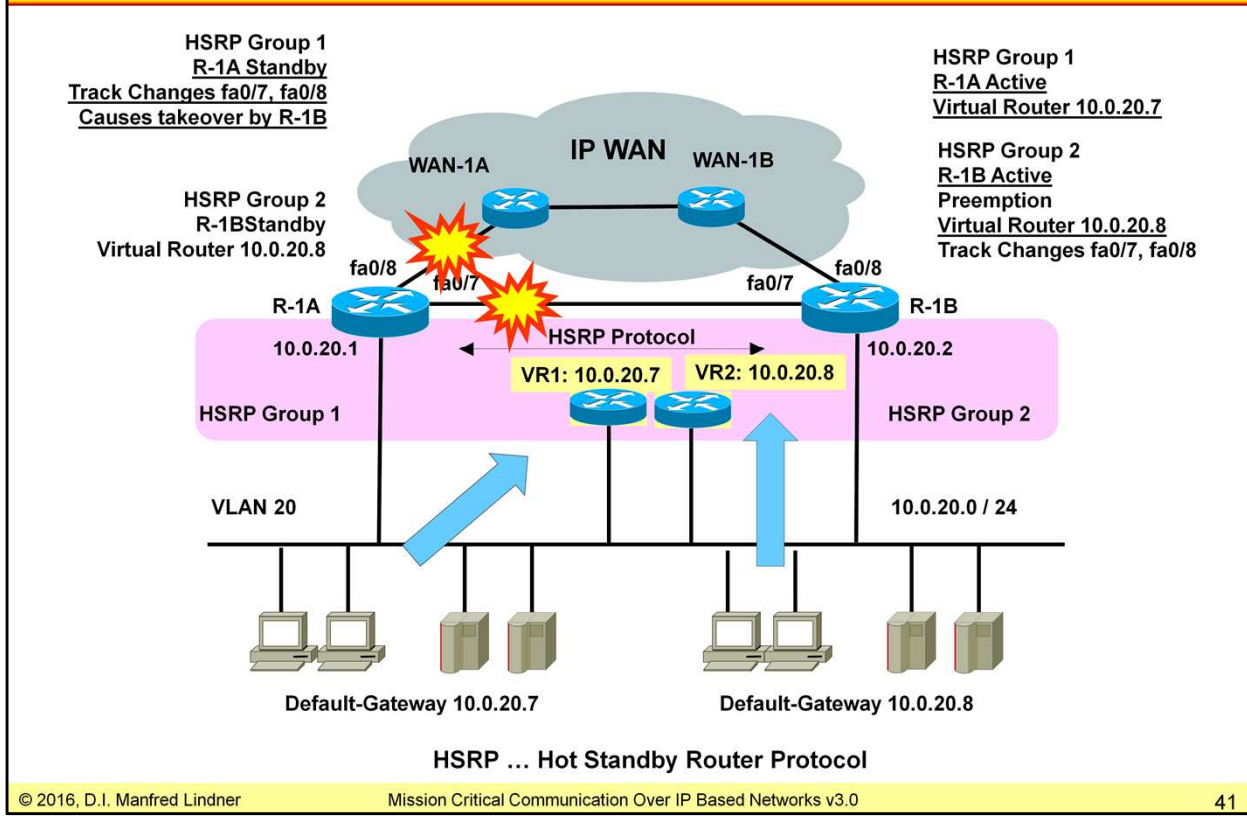 HSRP Group 1
R-1A Standby
Track Changes fa0/7, fa0/8
Causes takeover by R-1B
HSRP Group 2
R-1BStandby
Virtual Router 10.0.20.8
HSRP Group 1
R-1A Active
Virtual Router 10.0.20.7
HSRP Group 2
R-1B Active
Preemption
Virtual Router 10.0.20.8
Track Changes fa0/7, fa0/8
IP WAN
WAN-1A
WAN-1B
fa0/8
fa0/7
fa0/7
fa0/8
R-1A
R-1B
10.0.20.1
HSRP Protocol
10.0.20.2
VR1: 10.0.20.7
VR2: 10.0.20.8
HSRP Group 1
HSRP Group 2
VLAN 20
10.0.20.0 / 24
Default-Gateway 10.0.20.7
Default-Gateway 10.0.20.8
HSRP … Hot Standby Router Protocol
© 2016, D.I. Manfred Lindner
Mission Critical Communication Over IP Based Networks v3.0
41